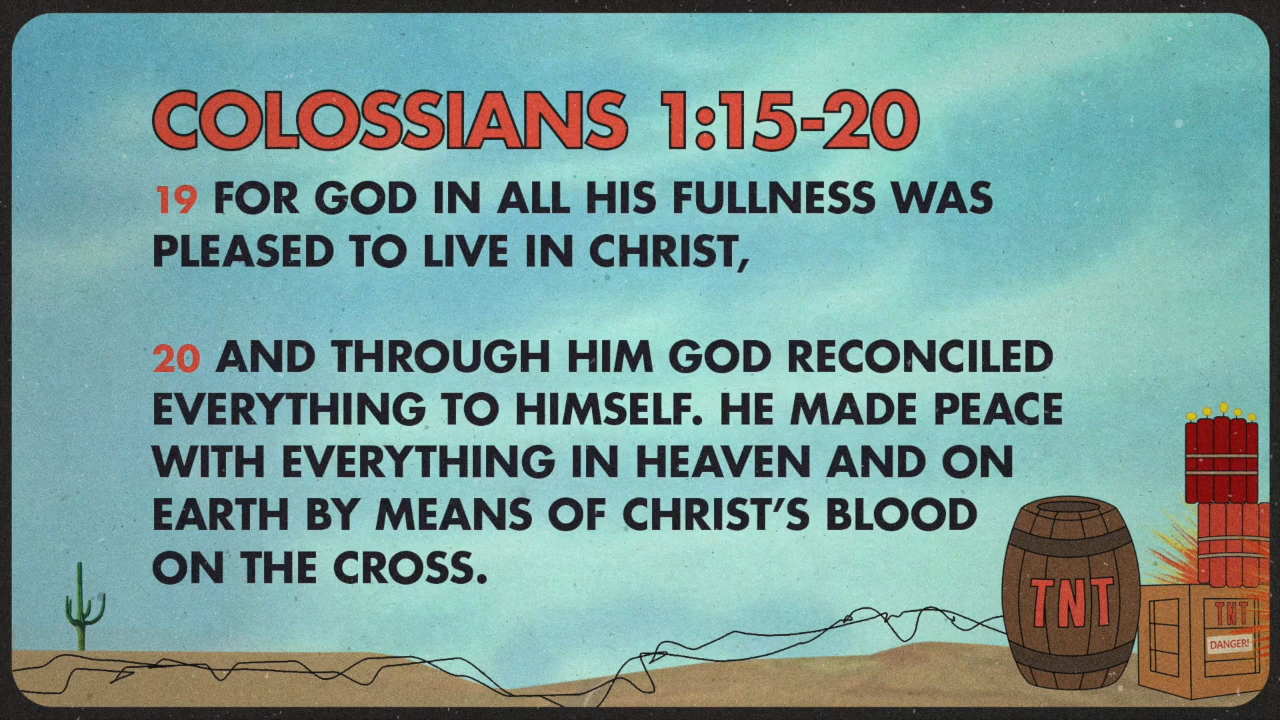 COLOSSIANS 1:15-20
19 FOR GOD IN ALL HIS FULLNESS WAS
PLEASED TO LIVE IN CHRIST,
20 AND THROUGH HIM GOD RECONCILED
EVERYTHING TO HIMSELF. HE MADE PEACE
WITH EVERYTHING IN HEAVEN AND ON
EARTH BY MEANS OF CHRIST’S BLOOD
ON THE CROSS.
TNT
TNT
DANGER!